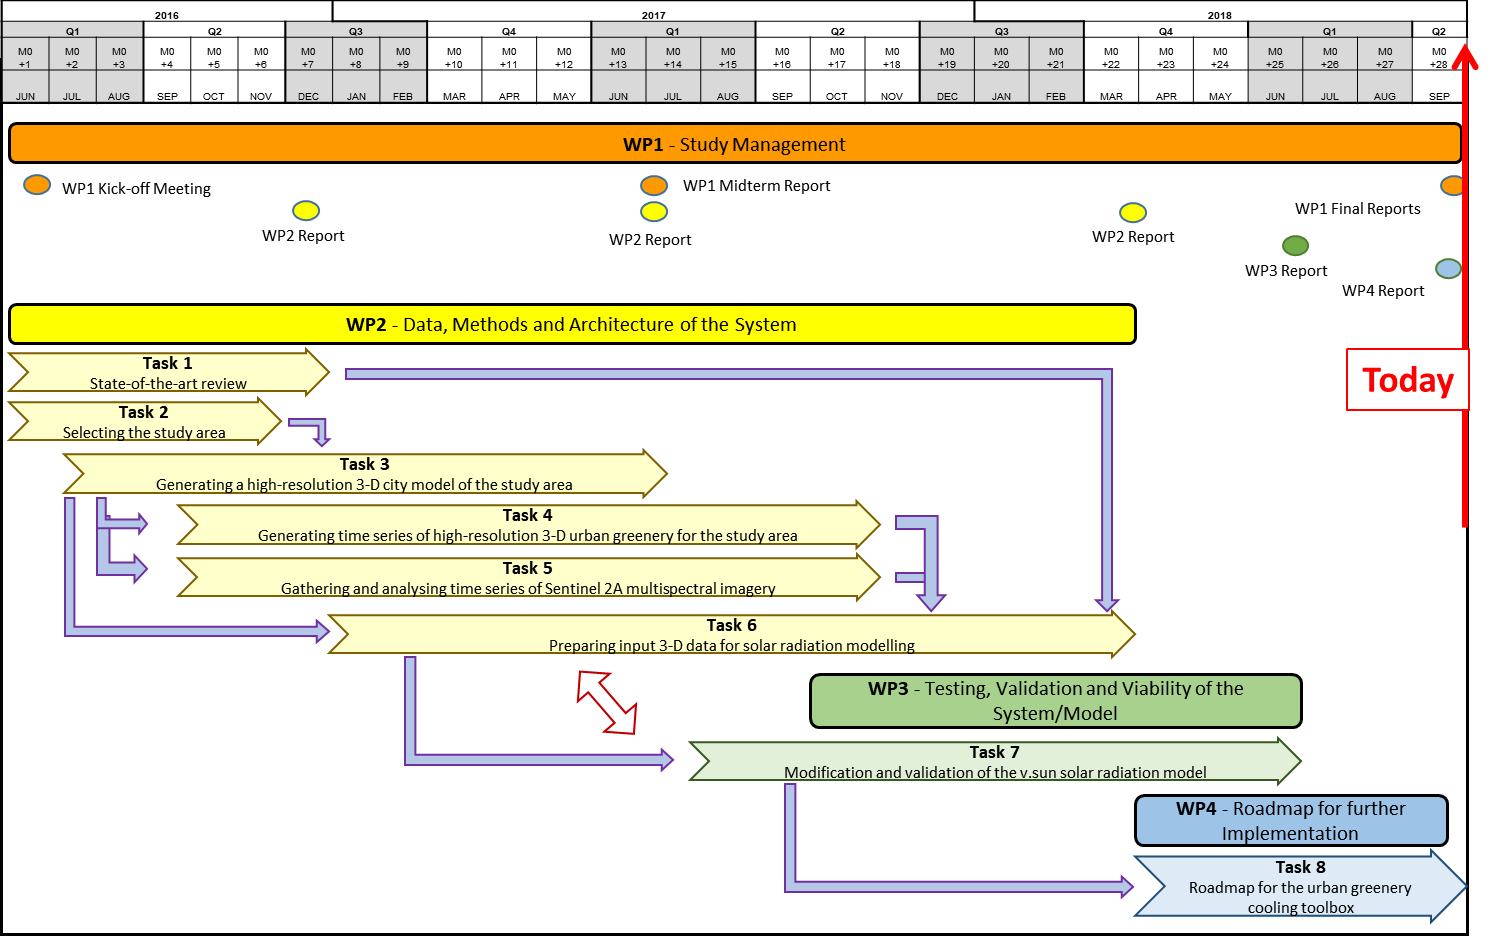 2016 2017 2018
Q1 Q2 Q3 Q4 Q1 Q2 Q3 Q4 Q1 Q2
M0 M0 M0 M0 M0 M0 M0 M0 M0 M0 M0 M0 M0 M0 M0 M0 M0 M0 M0 M0 M0 M0 M0 M0 M0 M0 M0 M0
+1 +2 +3 +4 +5 +6 +7 +8 +9 +10 +11 +12 +13 +14 +15 +16 +17 +18 +19 +20 +21 +22 +23 +24 +25 +26 +27 +28
JUN JUL AUG SEP OCT NOV DEC JAN FEB MAR APR MAY JUN JUL AUG SEP OCT NOV DEC JAN FEB MAR APR MAY JUN JUL AUG SEP
WP1 - Study Management
WP1 Kick-off Meeting
WP1 Midterm Report
WP1 Final Reports
WP2 Report
WP2 Report
WP2 Report
WP3 Report
WP4 Report
WP2 - Data, Methods and Architecture of the System
Task 1
State-of-the-art review
Today
Task 2
Selecting the study area
Task 3
Generating a high-resolution 3-D city model of the study area
Task 4
Generating time series of high-resolution 3-D urban greenery for the study area
Task 5
Gathering and analysing time series of Sentinel 2A multispectral imagery
Task 6
Preparing input 3-D data for solar radiation modelling
WP3 - Testing, Validation and Viability of the
System/Model
Task 7
Modification and validation of the v.sun solar radiation model
WP4 - Roadmap for further
Implementation
Task 8
Roadmap for the urban greenery
cooling toolbox